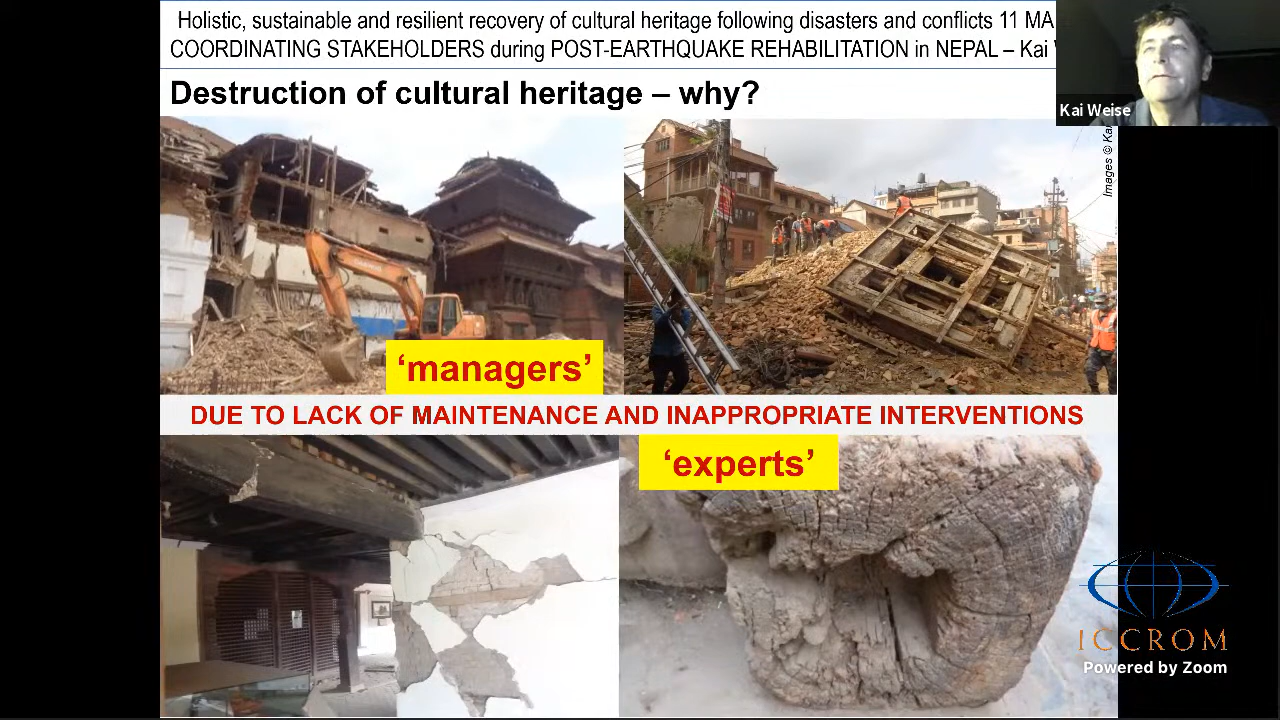 Holistic, sustainable and resilient recovery of cultural heritage following disasters and conflicts 11 MA
COORDINATING STAKEHOLDERS during POST-EARTHQUAKE REHABILITATION in NEPAL – Kai
Kai Weise
Destruction of cultural heritage – why?
Images ©
'managers'
DUE TO LACK OF MAINTENANCE AND INAPPROPRIATE INTERVENTIONS
'experts'
ICCROM
Powered by Zoom